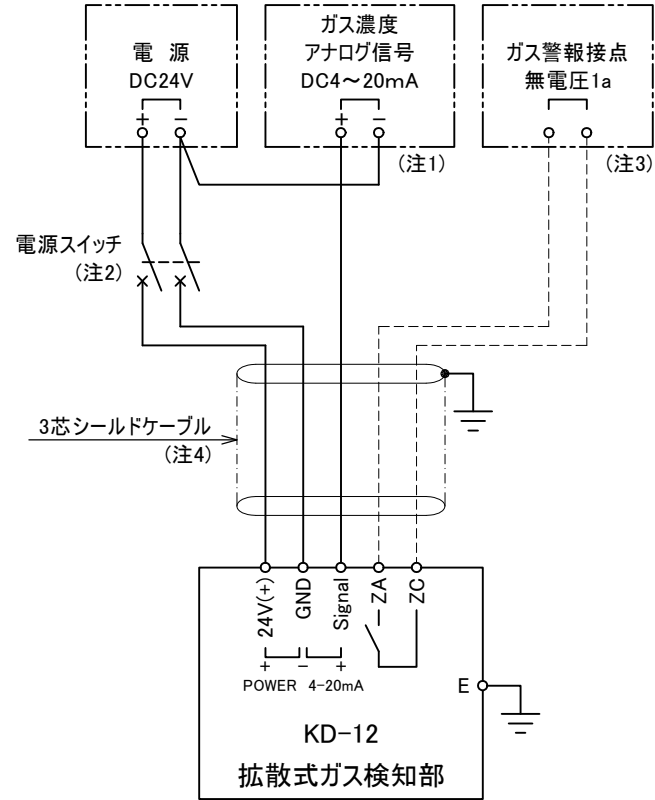 電 源
DC24V
+ −
ガス濃度
アナログ信号
DC4～20mA
+ −
(注1)
ガス警報接点
無電圧1a
(注3)
電源スイッチ
(注2)
3芯シールドケーブル
(注4)
24V(+)
GND
Signal
ZA
ZC
+ − +
POWER 4-20mA
E
KD-12
拡散式ガス検知部